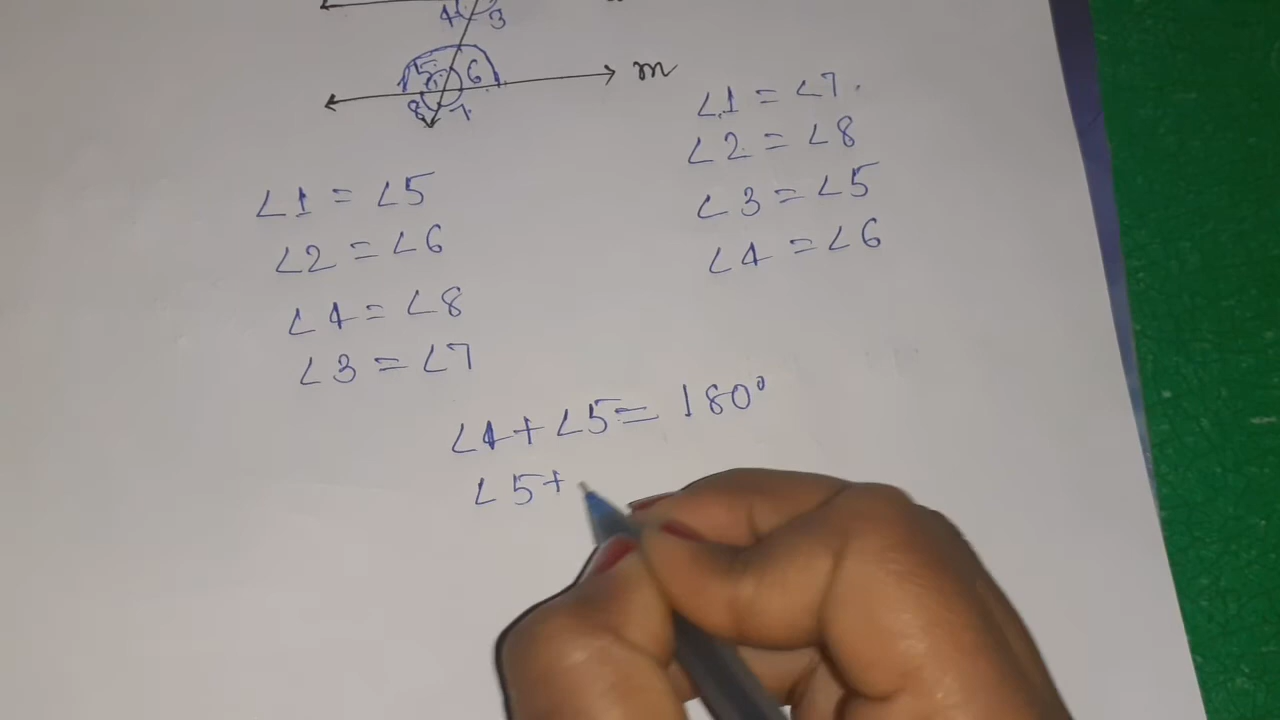 4 3
5 6 m
8 7
∠1 = ∠5
∠2 = ∠6
∠4 = ∠8
∠3 = ∠7
∠1 = ∠7.
∠2 = ∠8
∠3 = ∠5
∠4 = ∠6
∠4+∠5= 180°
∠5+